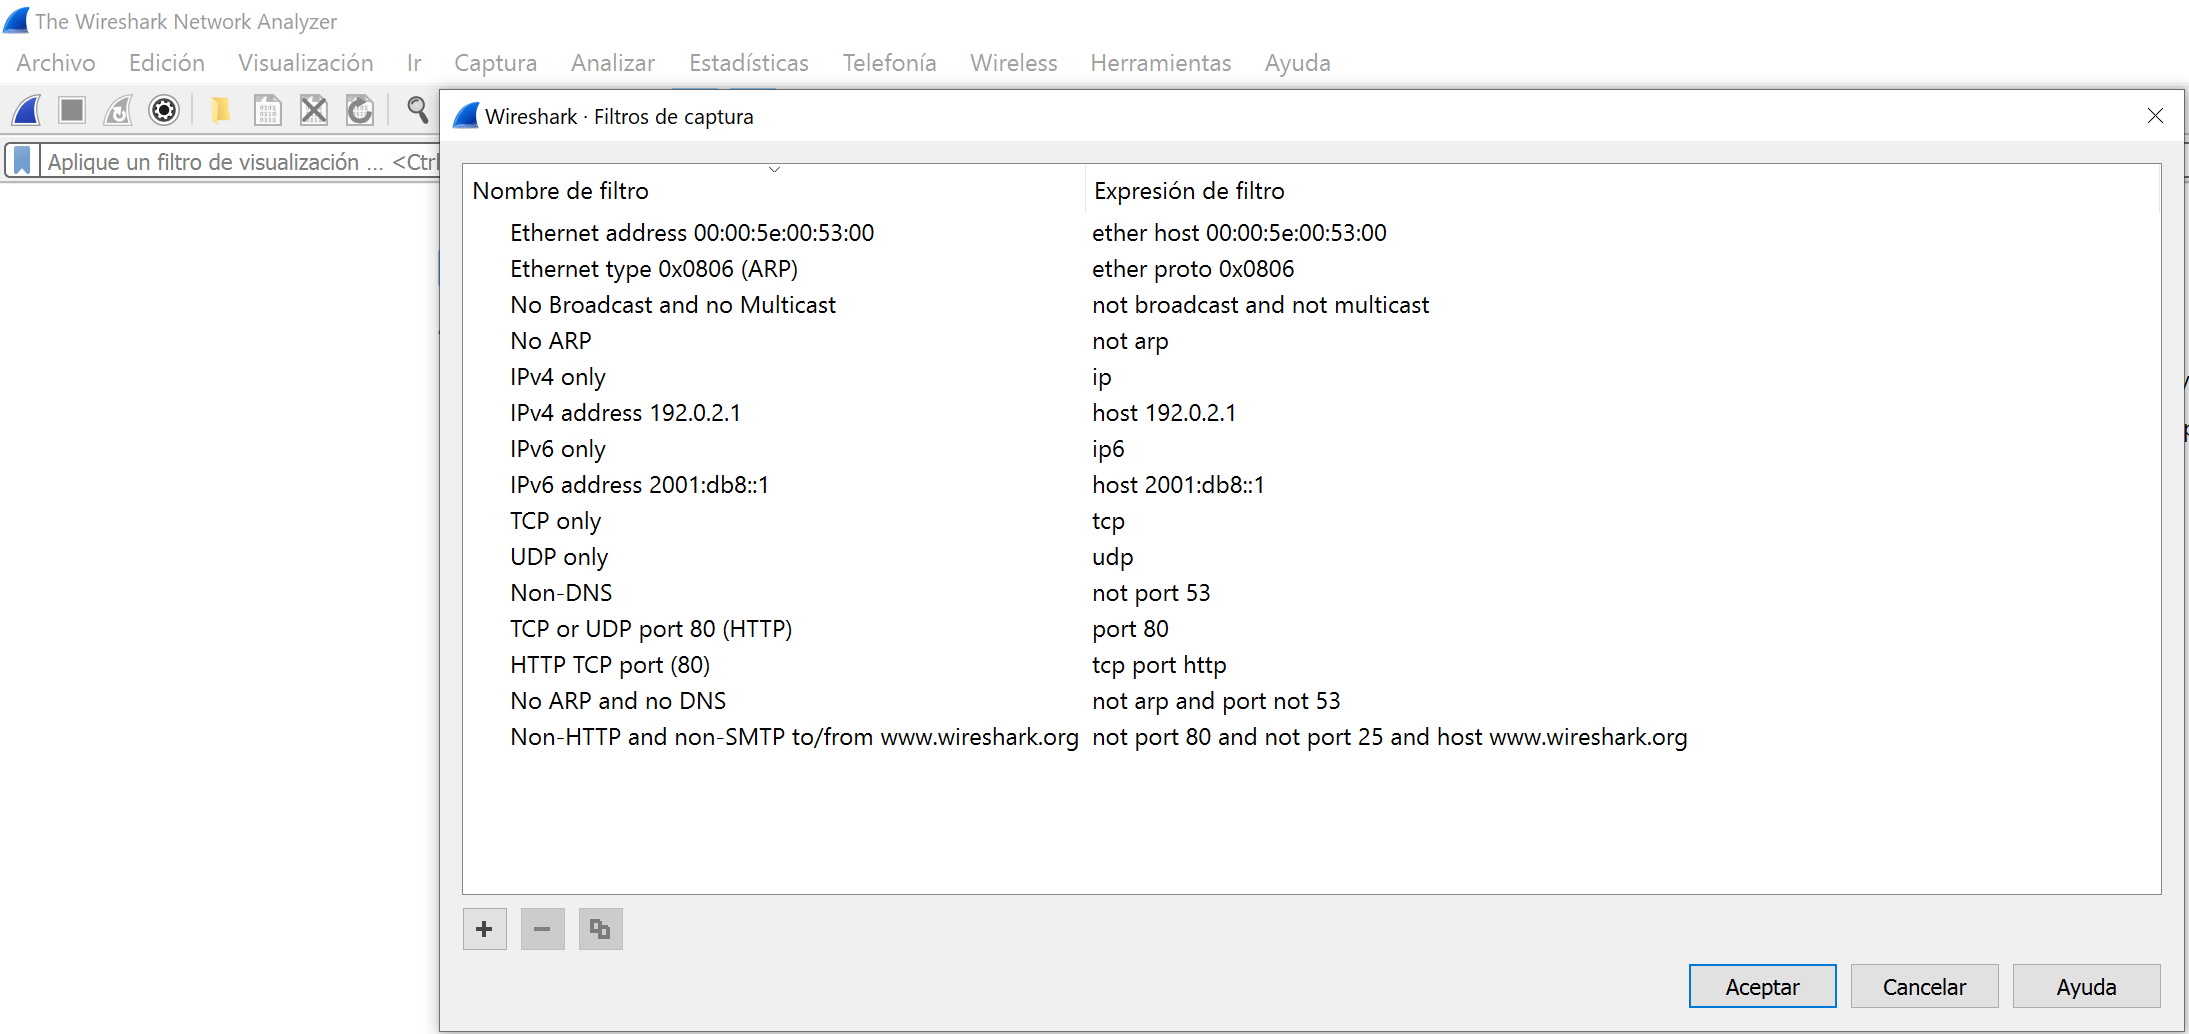 The Wireshark Network Analyzer
Archivo Edición Visualización Ir Captura Analizar Estadísticas Telefonía Wireless Herramientas Ayuda
Aplique un filtro de visualización ... <Ctrl
Wireshark · Filtros de captura
Nombre de filtro Expresión de filtro
Ethernet address 00:00:5e:00:53:00 ether host 00:00:5e:00:53:00
Ethernet type 0x0806 (ARP) ether proto 0x0806
No Broadcast and no Multicast not broadcast and not multicast
No ARP not arp
IPv4 only ip
IPv4 address 192.0.2.1 host 192.0.2.1
IPv6 only ip6
IPv6 address 2001:db8::1 host 2001:db8::1
TCP only tcp
UDP only udp
Non-DNS not port 53
TCP or UDP port 80 (HTTP) port 80
HTTP TCP port (80) tcp port http
No ARP and no DNS not arp and port not 53
Non-HTTP and non-SMTP to/from www.wireshark.org not port 80 and not port 25 and host www.wireshark.org
Aceptar Cancelar Ayuda